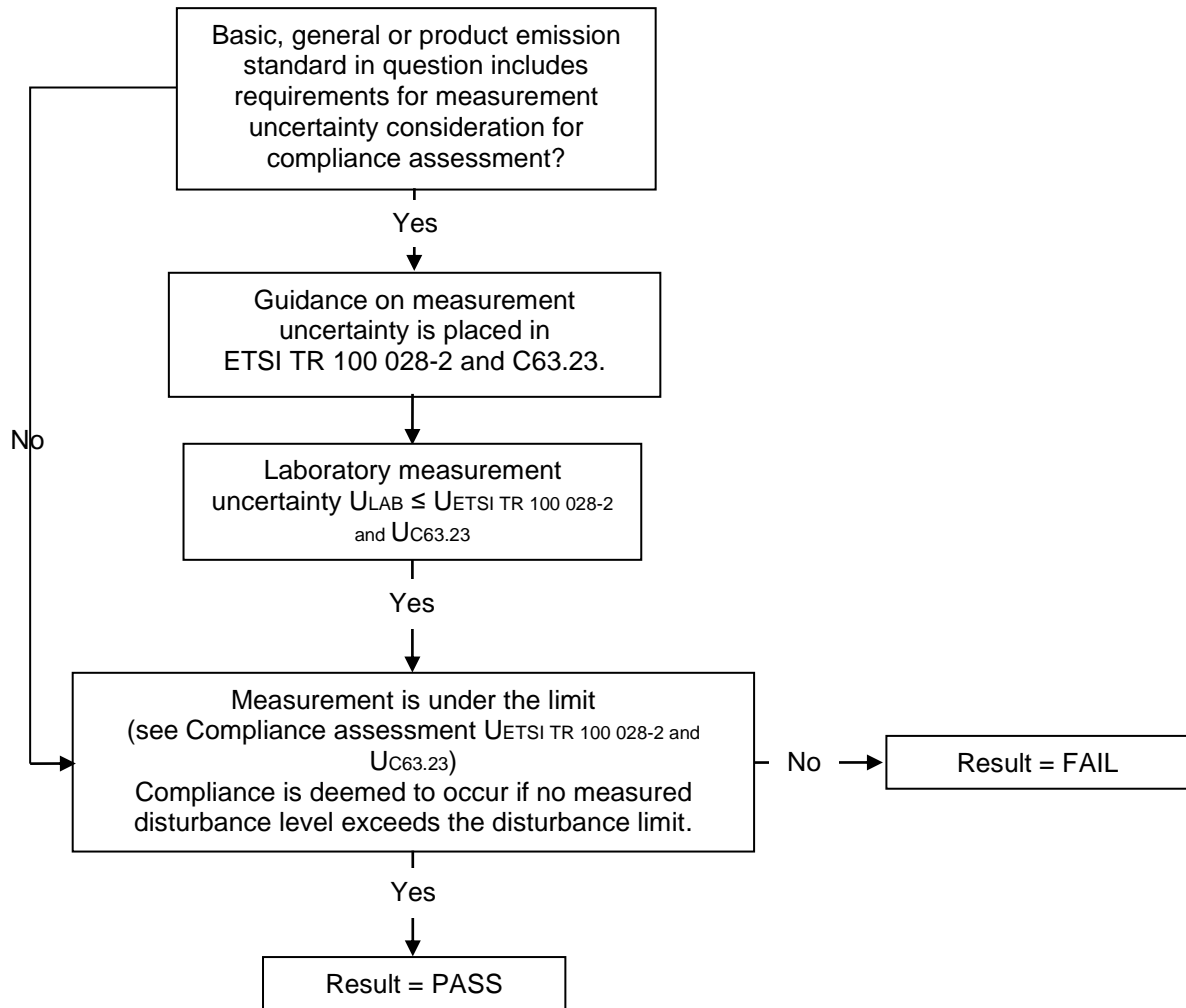 Basic, general or product emission
standard in question includes
requirements for measurement
uncertainty consideration for
compliance assessment?
Yes
Guidance on measurement
uncertainty is placed in
ETSI TR 100 028-2 and C63.23.
No
Laboratory measurement
uncertainty ULAB ≤ UETSI TR 100 028-2
and UC63.23
Yes
Measurement is under the limit
(see Compliance assessment UETSI TR 100 028-2 and
UC63.23)
Compliance is deemed to occur if no measured
disturbance level exceeds the disturbance limit.
No
Result = FAIL
Yes
Result = PASS